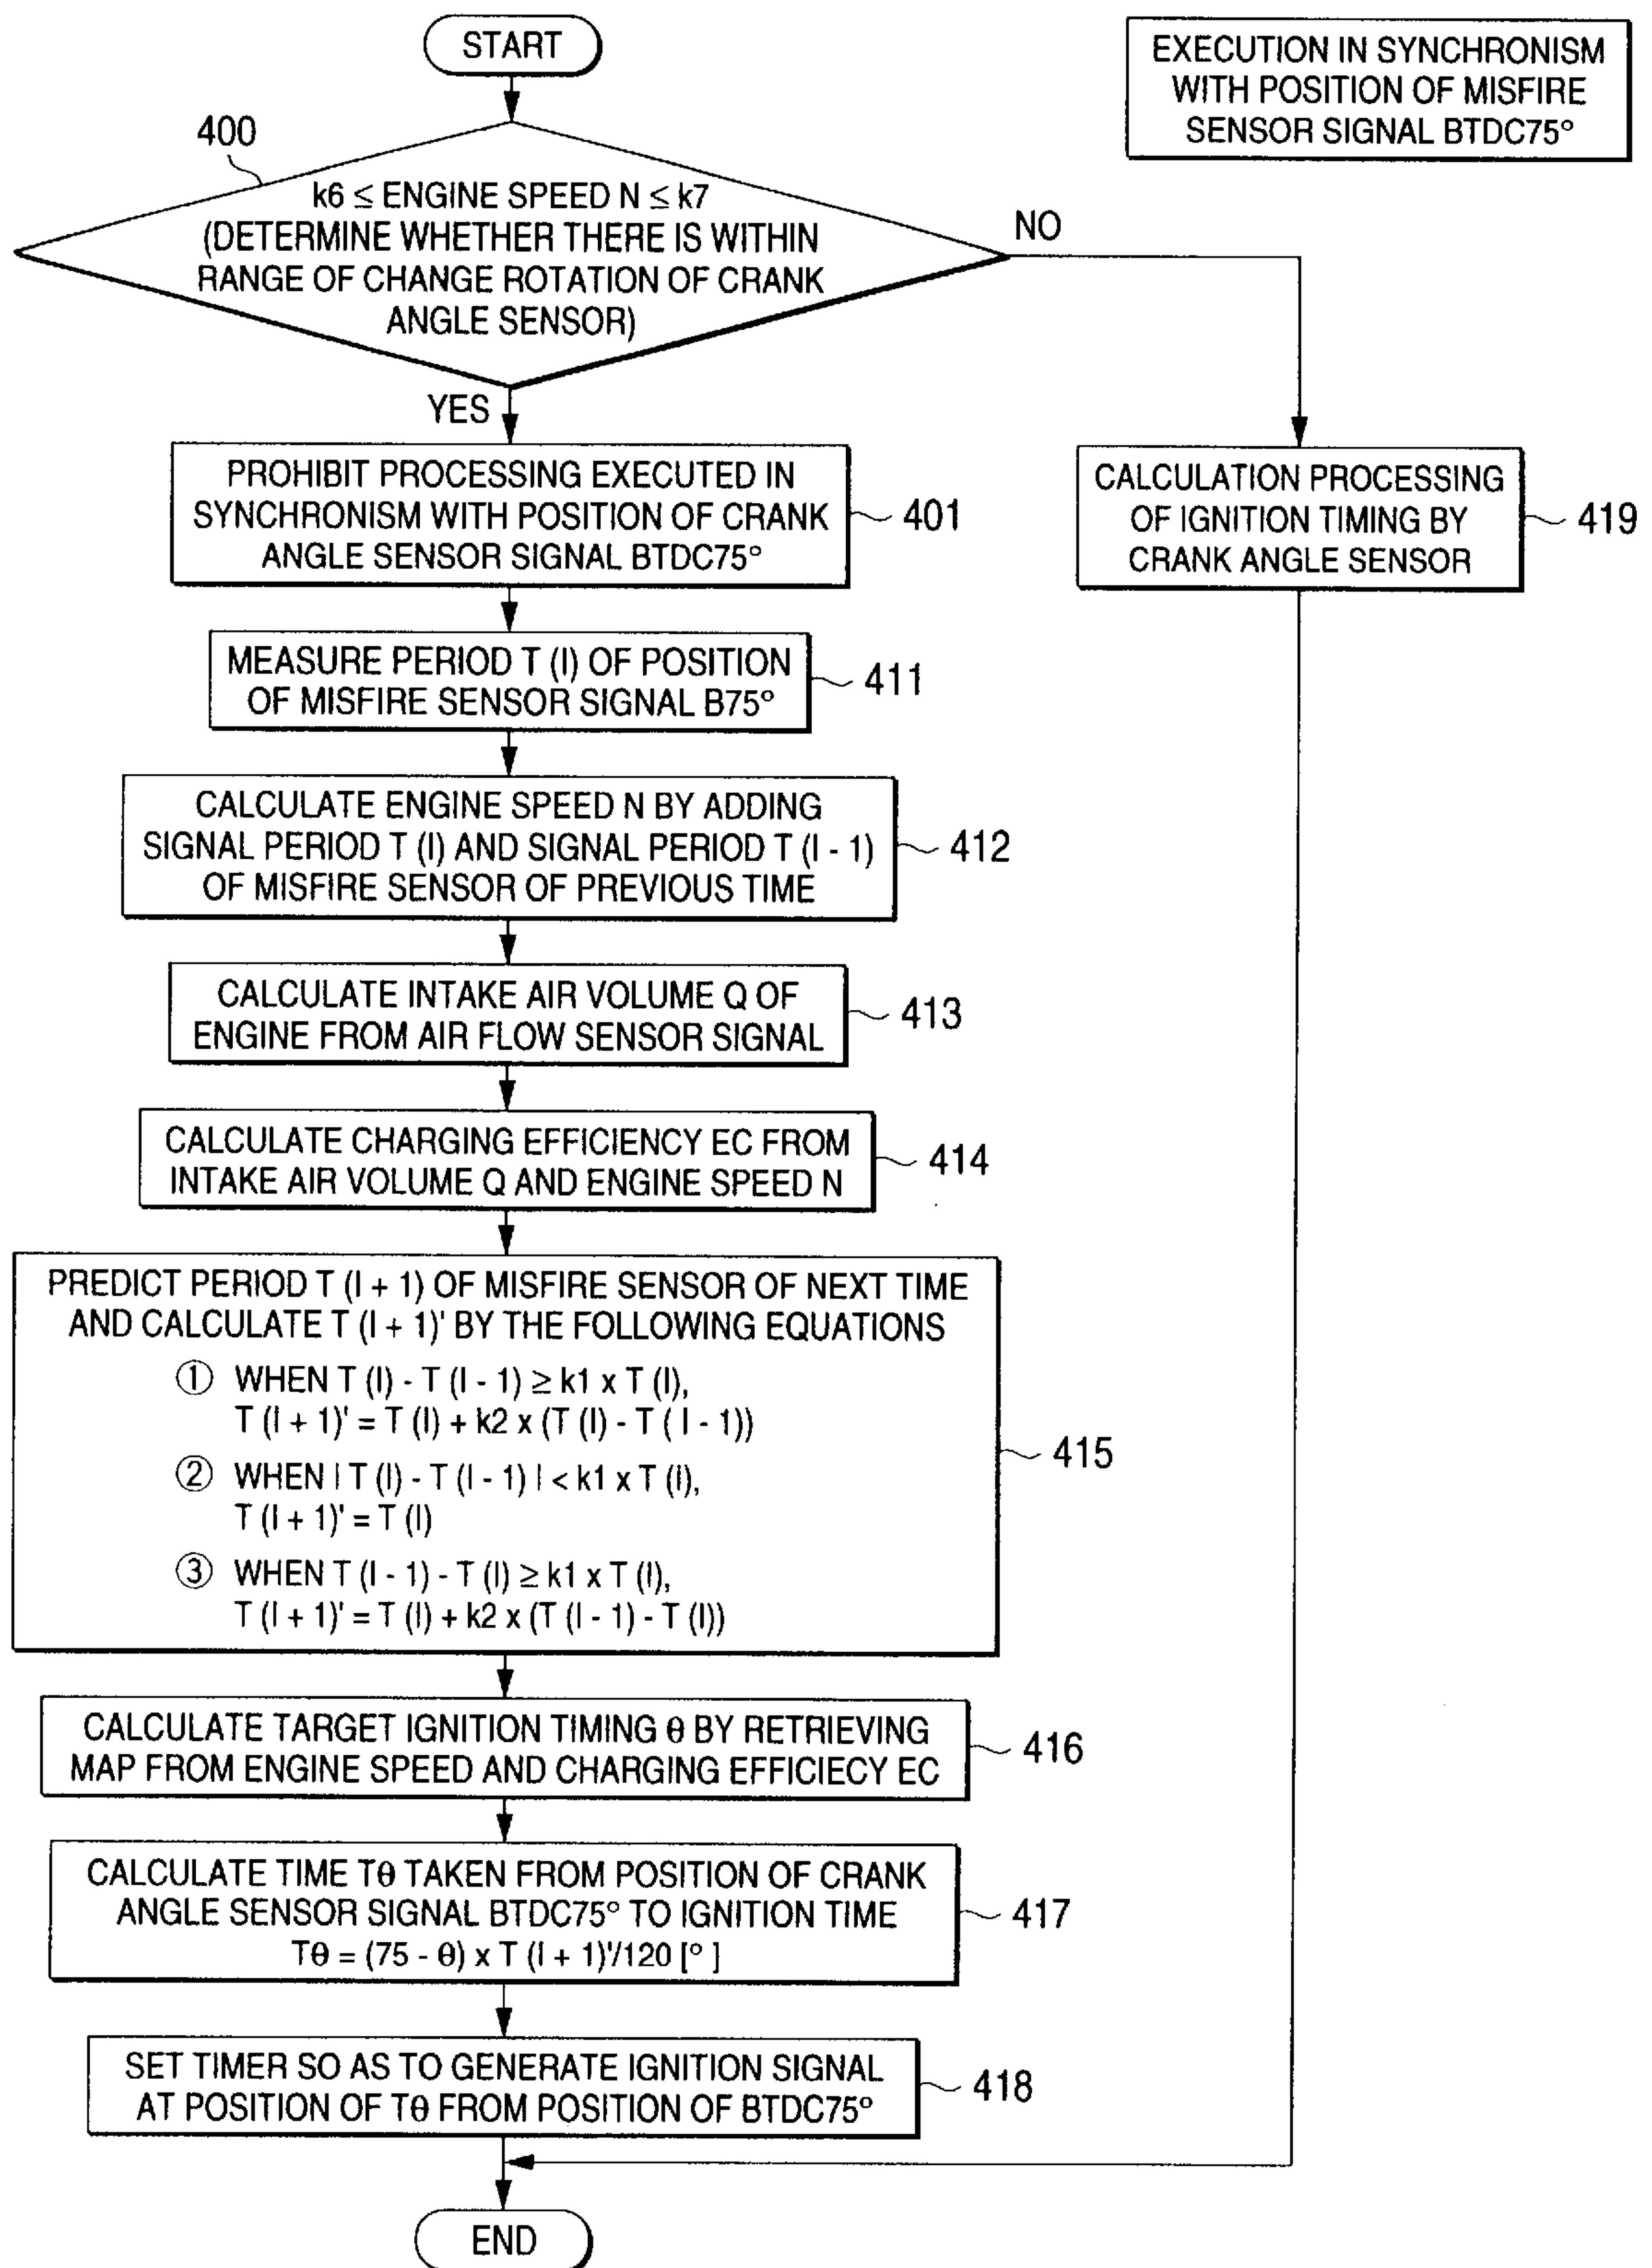 START
EXECUTION IN SYNCHRONISM
WITH POSITION OF MISFIRE
SENSOR SIGNAL BTDC75°
400
k6 ≤ ENGINE SPEED N ≤ k7
(DETERMINE WHETHER THERE IS WITHIN
RANGE OF CHANGE ROTATION OF CRANK
ANGLE SENSOR)
NO
YES
PROHIBIT PROCESSING EXECUTED IN
SYNCHRONISM WITH POSITION OF CRANK
ANGLE SENSOR SIGNAL BTDC75°
401
CALCULATION PROCESSING
OF IGNITION TIMING BY
CRANK ANGLE SENSOR
419
MEASURE PERIOD T (I) OF POSITION
OF MISFIRE SENSOR SIGNAL B75°
411
CALCULATE ENGINE SPEED N BY ADDING
SIGNAL PERIOD T (I) AND SIGNAL PERIOD T (I - 1)
OF MISFIRE SENSOR OF PREVIOUS TIME
412
CALCULATE INTAKE AIR VOLUME Q OF
ENGINE FROM AIR FLOW SENSOR SIGNAL
413
CALCULATE CHARGING EFFICIENCY EC FROM
INTAKE AIR VOLUME Q AND ENGINE SPEED N
414
PREDICT PERIOD T (I + 1) OF MISFIRE SENSOR OF NEXT TIME
AND CALCULATE T (I + 1)' BY THE FOLLOWING EQUATIONS
① WHEN T (I) - T (I - 1) ≥ k1 x T (I),
T (I + 1)' = T (I) + k2 x (T (I) - T ( I - 1))
② WHEN | T (I) - T (I - 1) | < k1 x T (I),
T (I + 1)' = T (I)
③ WHEN T (I - 1) - T (I) ≥ k1 x T (I),
T (I + 1)' = T (I) + k2 x (T (I - 1) - T (I))
415
CALCULATE TARGET IGNITION TIMING θ BY RETRIEVING
MAP FROM ENGINE SPEED AND CHARGING EFFICIECY EC
416
CALCULATE TIME Tθ TAKEN FROM POSITION OF CRANK
ANGLE SENSOR SIGNAL BTDC75° TO IGNITION TIME
Tθ = (75 - θ) x T (I + 1)'/120 [° ]
417
SET TIMER SO AS TO GENERATE IGNITION SIGNAL
AT POSITION OF Tθ FROM POSITION OF BTDC75°
418
END